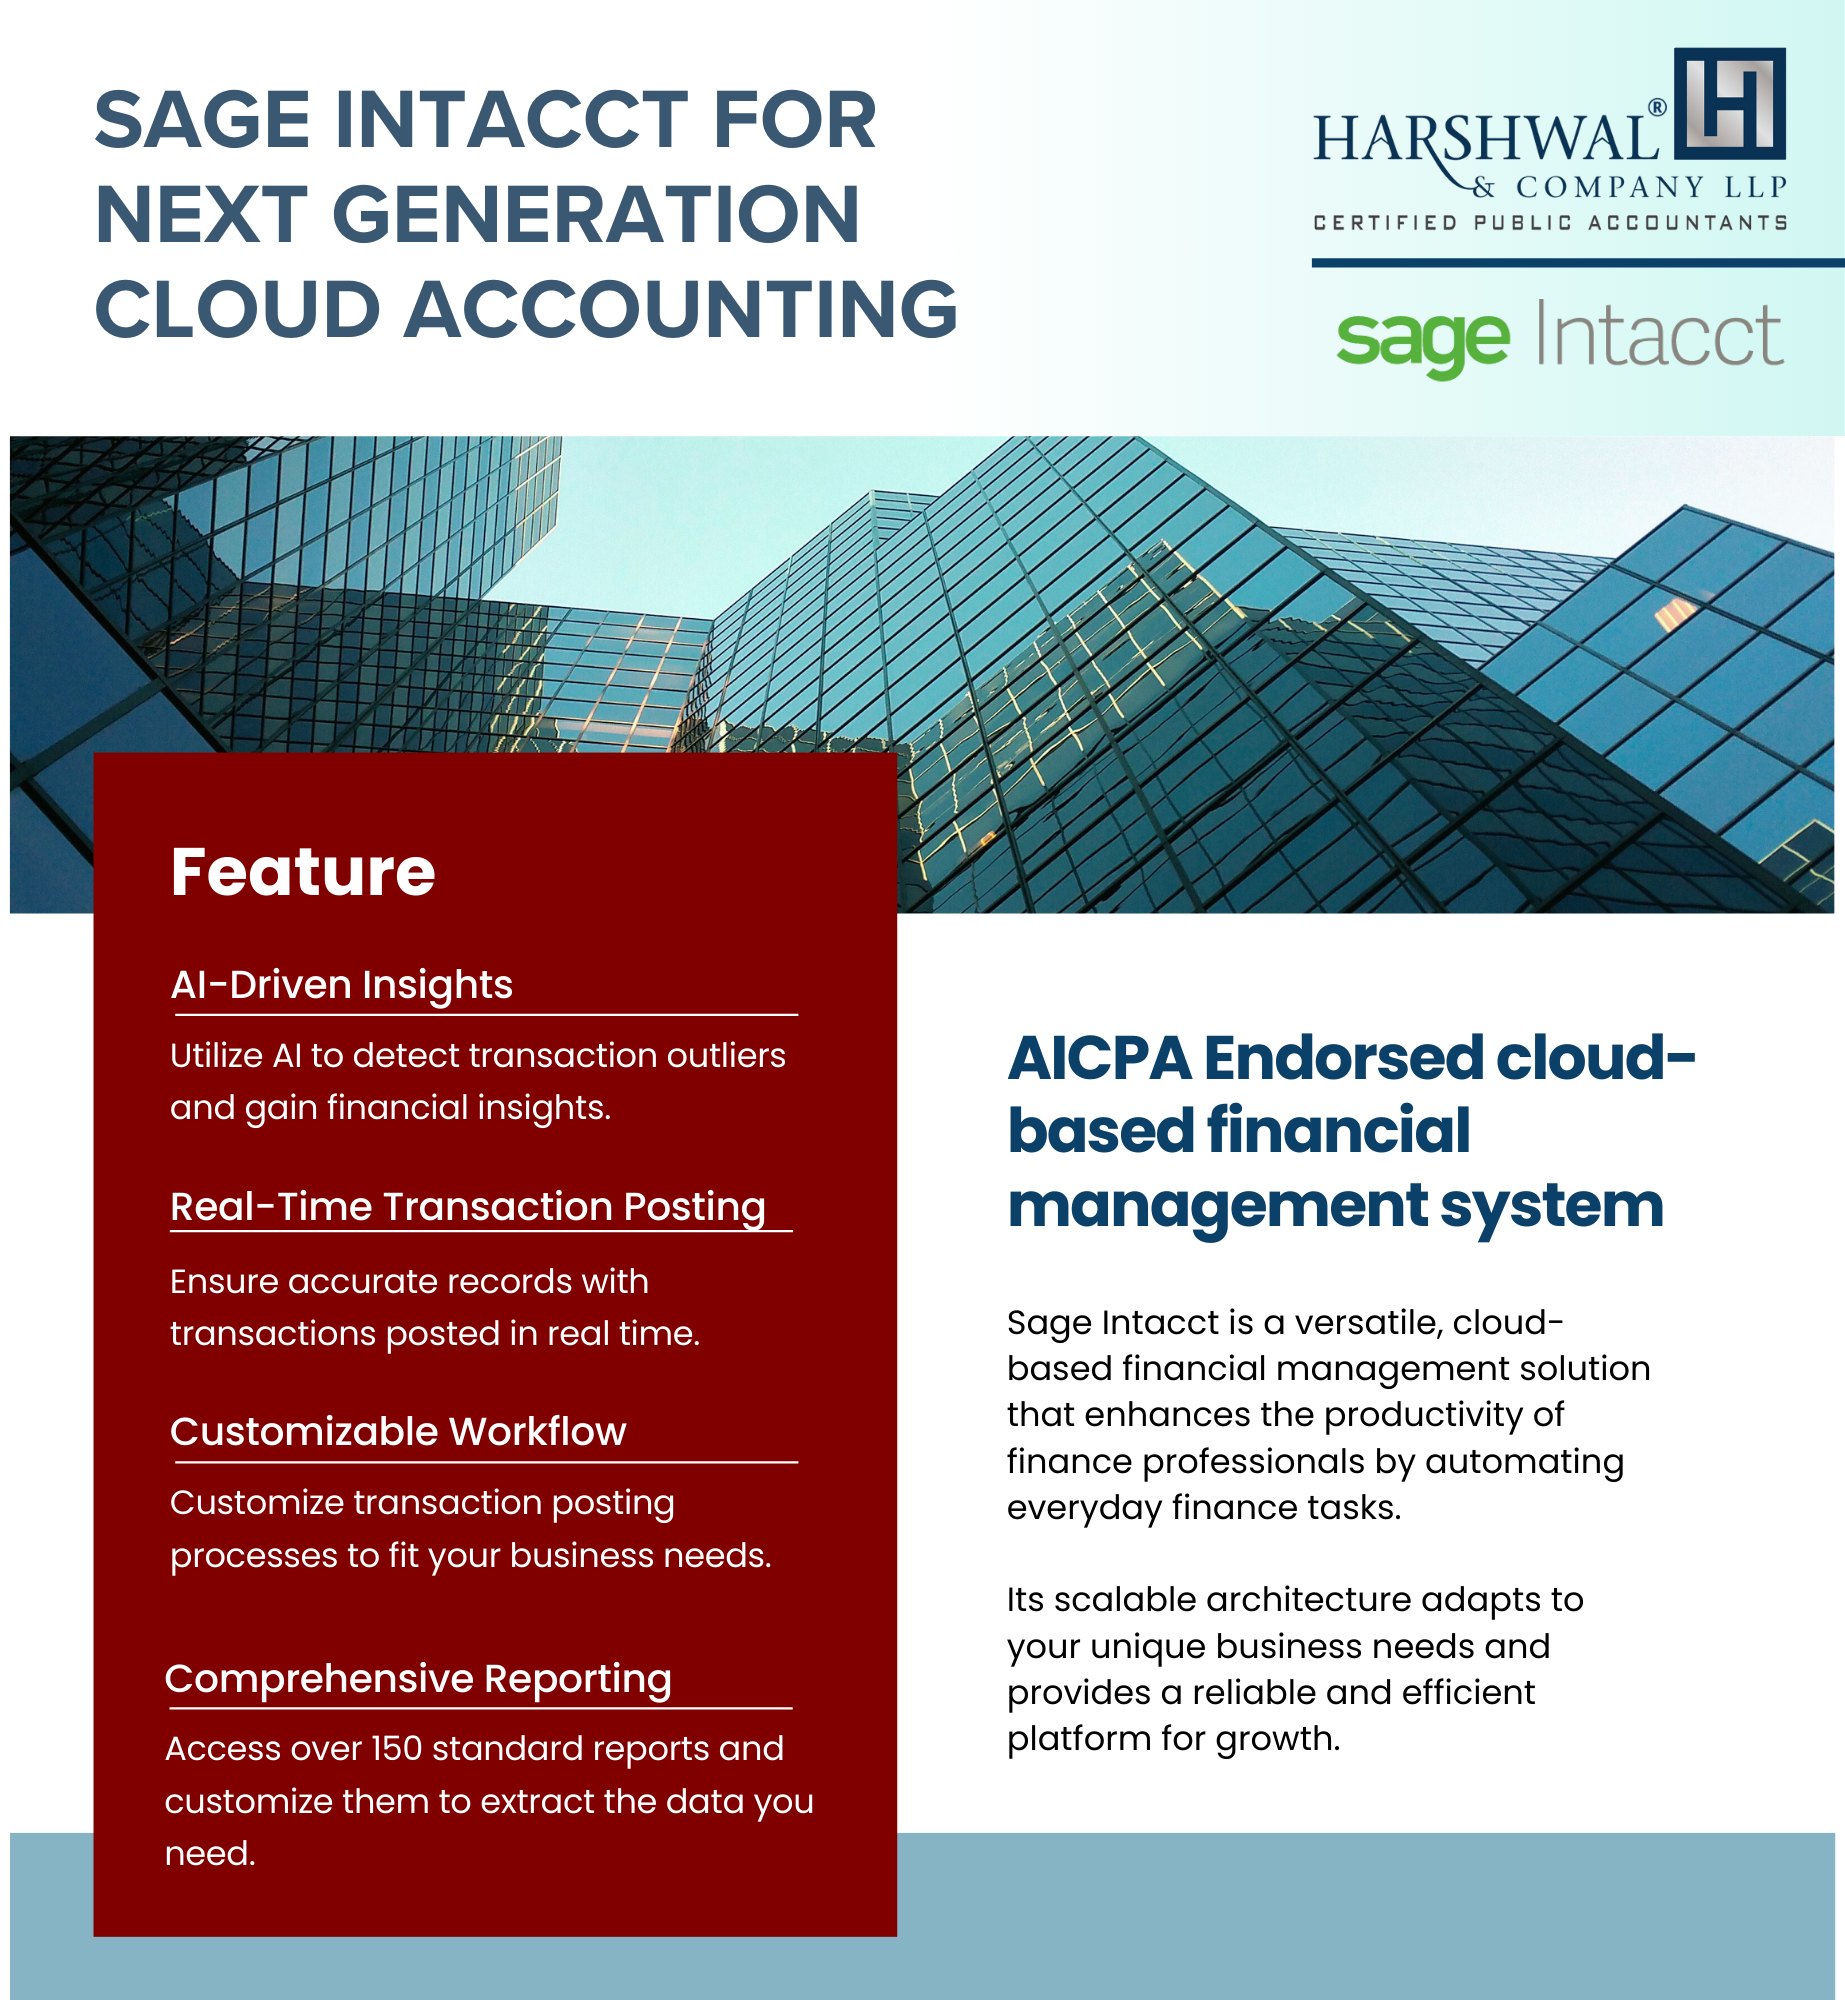 SAGE INTACCT FOR
NEXT GENERATION
CLOUD ACCOUNTING
HARSHWAL®
& COMPANY LLP
CERTIFIED PUBLIC ACCOUNTANTS
sage Intacct
Feature
AI-Driven Insights
Utilize AI to detect transaction outliers
and gain financial insights.
Real-Time Transaction Posting
Ensure accurate records with
transactions posted in real time.
Customizable Workflow
Customize transaction posting
processes to fit your business needs.
Comprehensive Reporting
Access over 150 standard reports and
customize them to extract the data you
need.
AICPA Endorsed cloud-
based financial
management system
Sage Intacct is a versatile, cloud-
based financial management solution
that enhances the productivity of
finance professionals by automating
everyday finance tasks.
Its scalable architecture adapts to
your unique business needs and
provides a reliable and efficient
platform for growth.